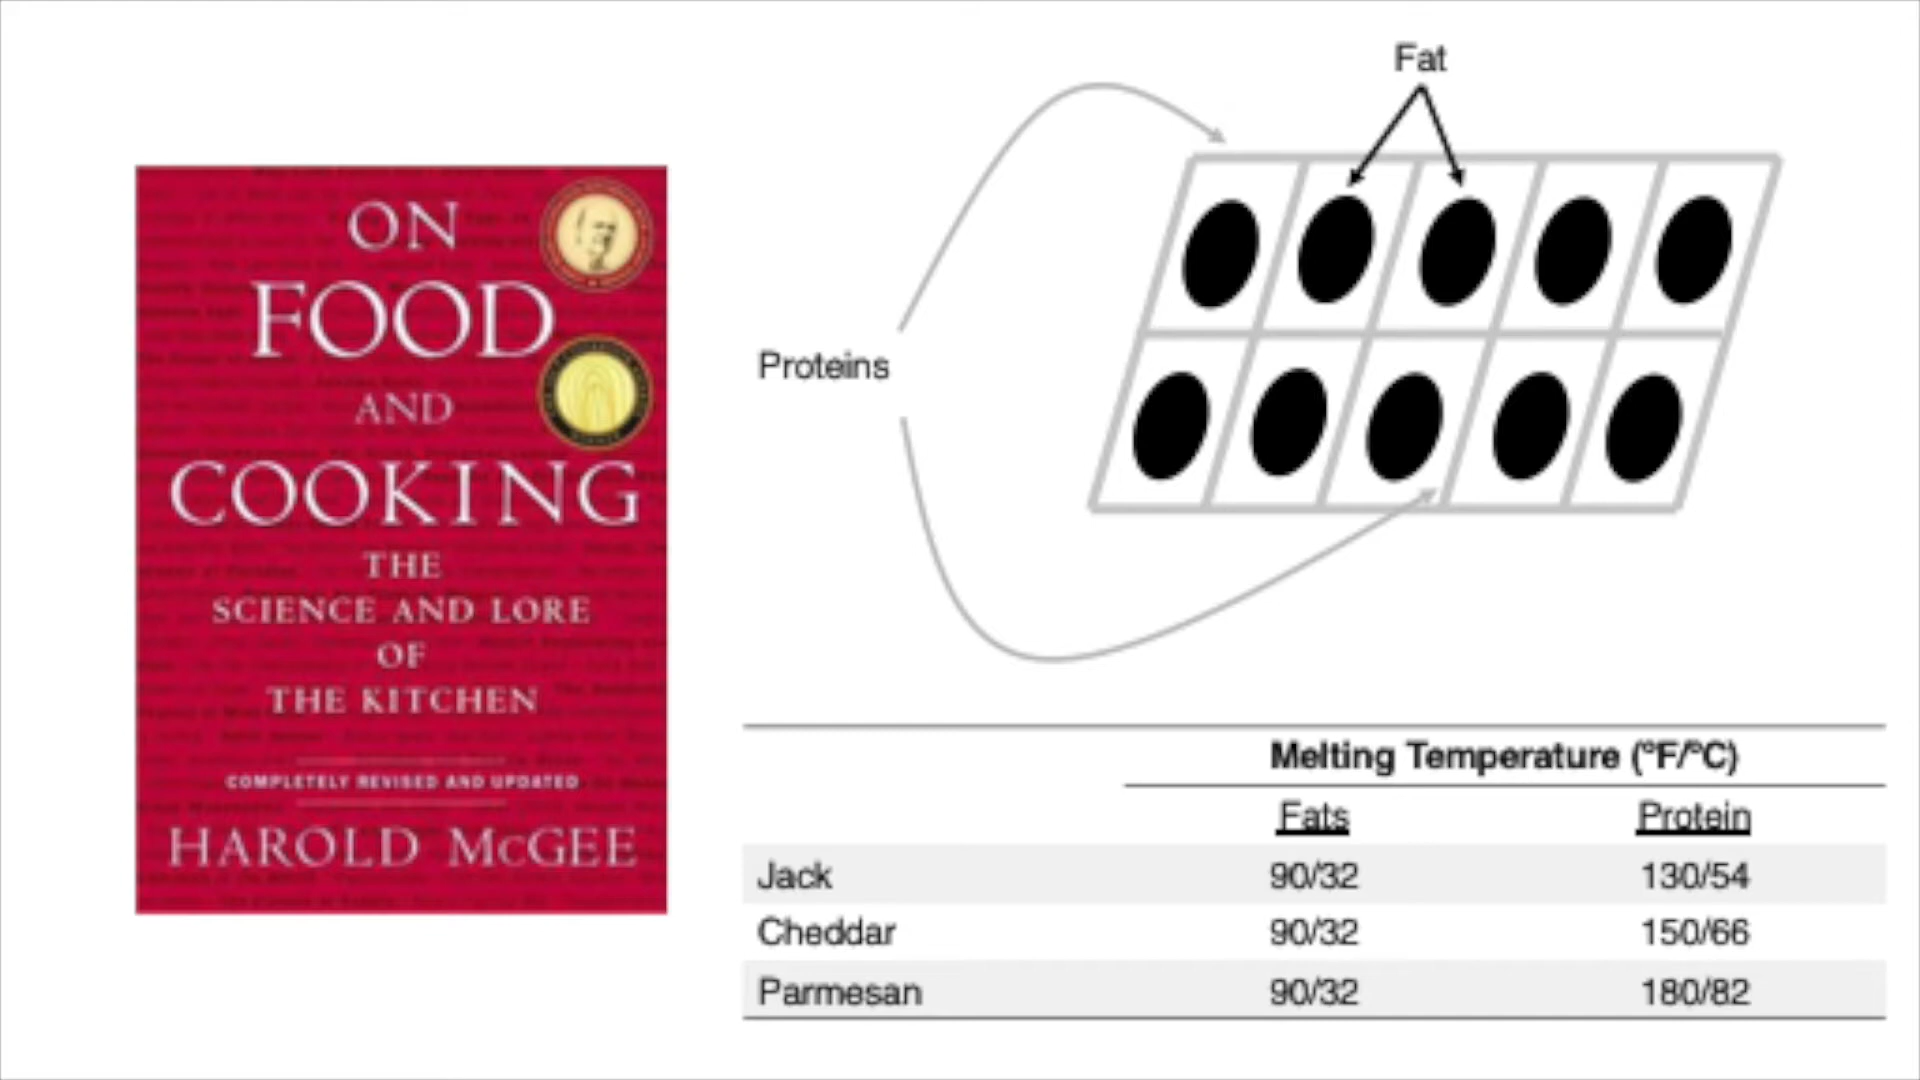 ON
FOOD
AND
COOKING
THE
SCIENCE AND LORE
OF
THE KITCHEN
COMPLETELY REVISED AND UPDATED
HAROLD McGEE
Fat
Proteins
Melting Temperature (°F/°C)
Fats Protein
Jack 90/32 130/54
Cheddar 90/32 150/66
Parmesan 90/32 180/82